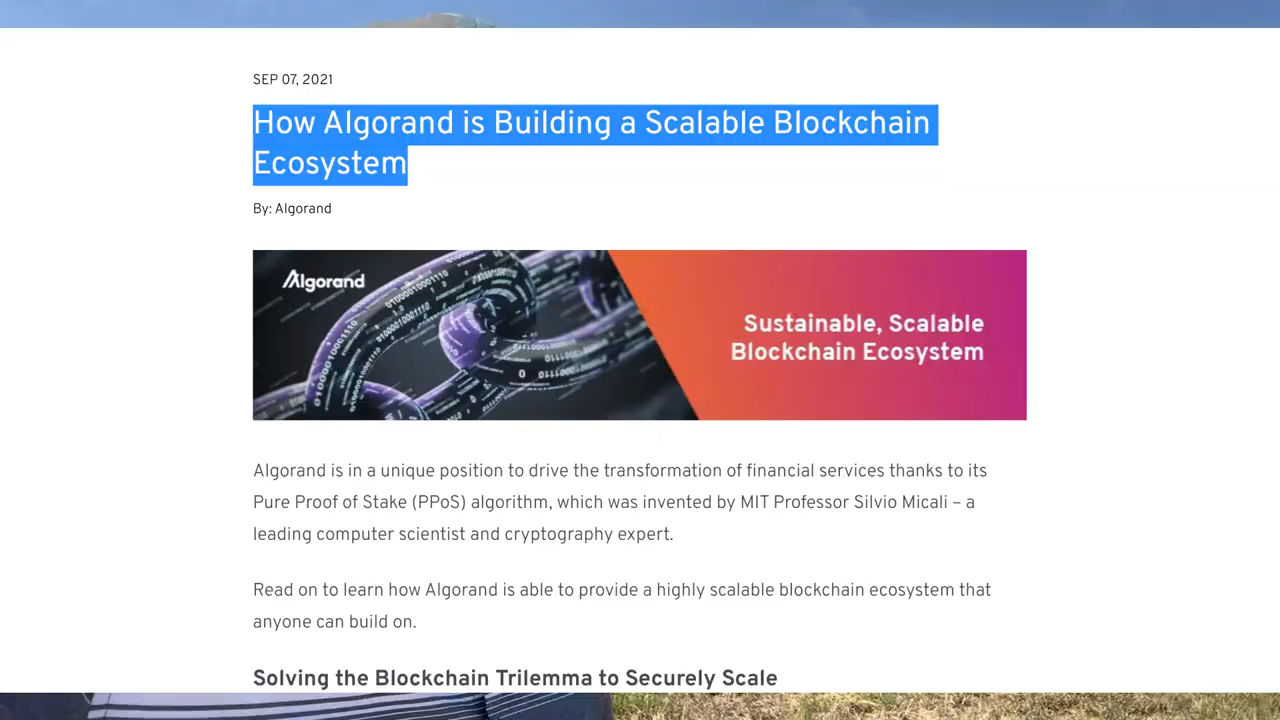 SEP 07, 2021
How Algorand is Building a Scalable Blockchain
Ecosystem
By: Algorand
Algorand
Sustainable, Scalable
Blockchain Ecosystem
Algorand is in a unique position to drive the transformation of financial services thanks to its
Pure Proof of Stake (PPoS) algorithm, which was invented by MIT Professor Silvio Micali – a
leading computer scientist and cryptography expert.
Read on to learn how Algorand is able to provide a highly scalable blockchain ecosystem that
anyone can build on.
Solving the Blockchain Trilemma to Securely Scale